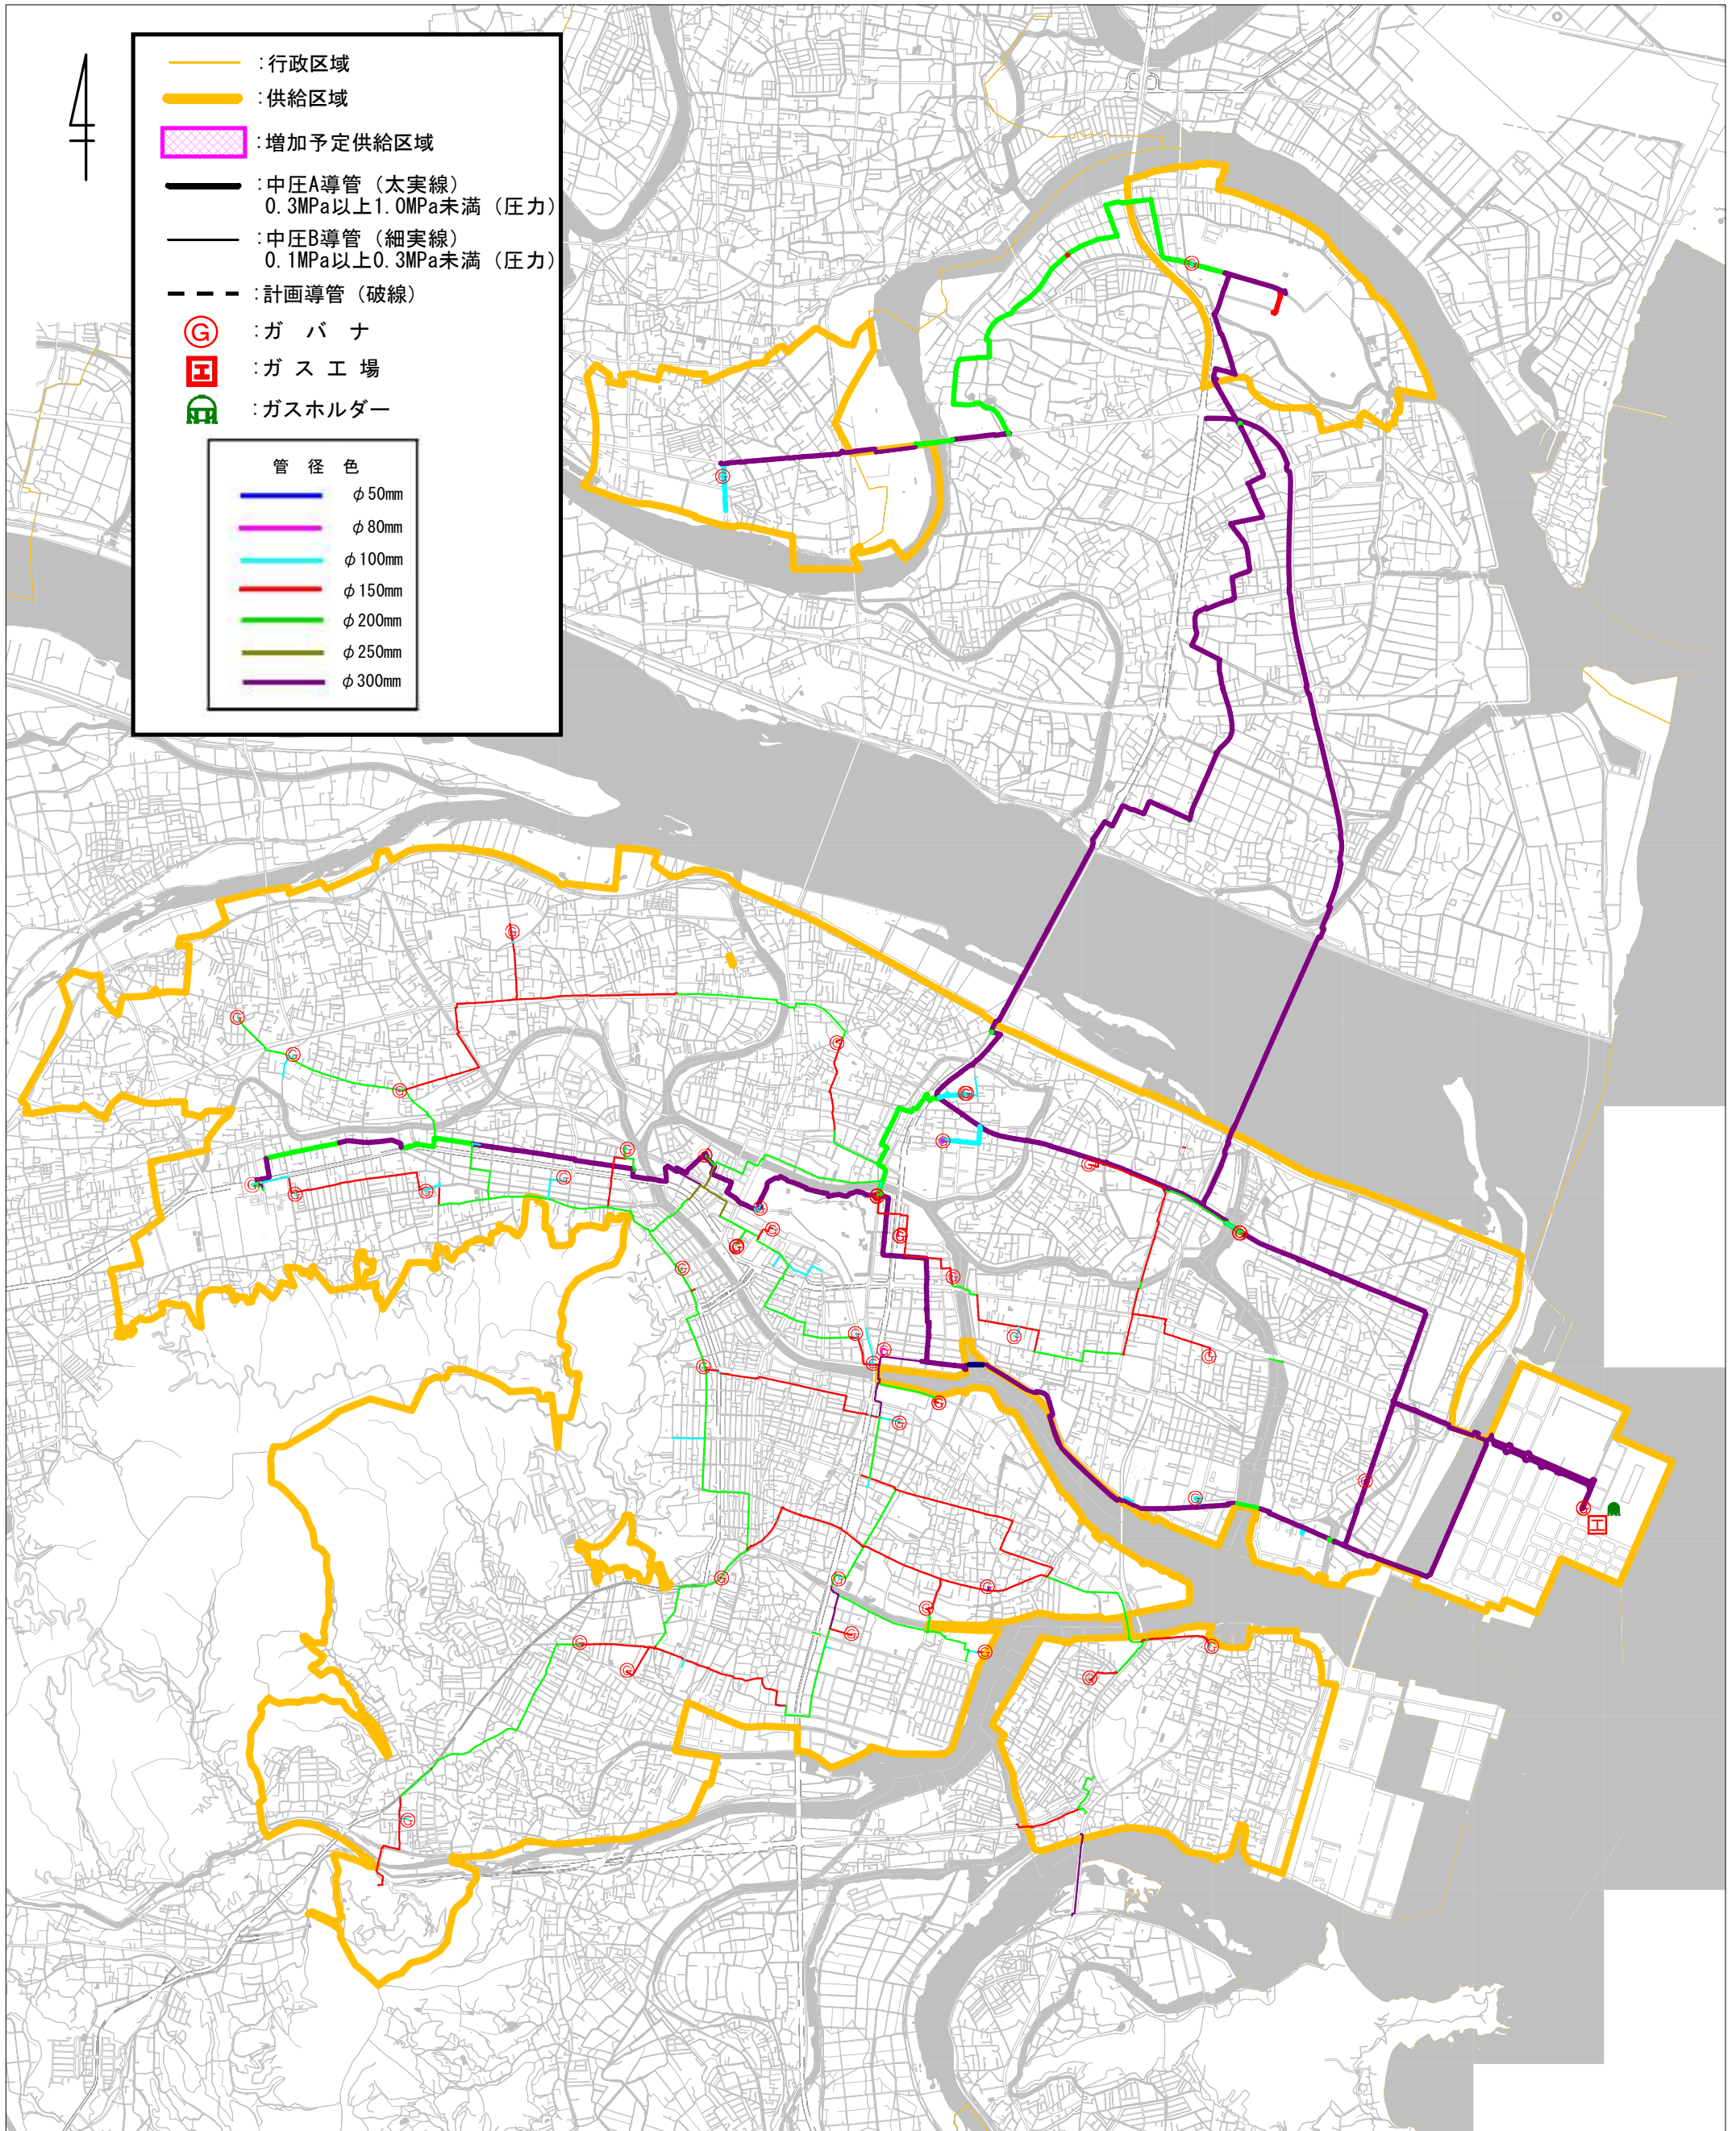 :行政区域
:供給区域
:増加予定供給区域
:中圧A導管（太実線）
0.3MPa以上1.0MPa未満（圧力）
:中圧B導管（細実線）
0.1MPa以上0.3MPa未満（圧力）
:計画導管（破線）
G :ガ バ ナ
工 :ガ ス 工 場
:ガスホルダー
管 径 色
φ50mm
φ80mm
φ100mm
φ150mm
φ200mm
φ250mm
φ300mm